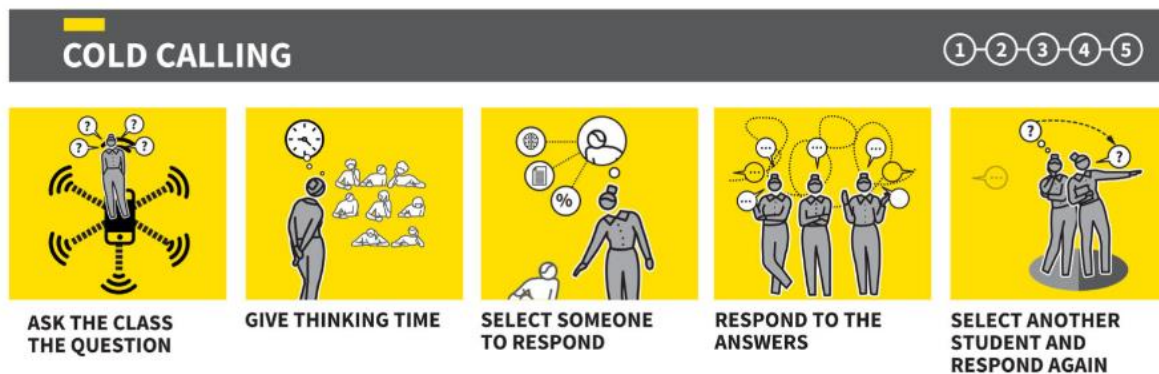 COLD CALLING
1 2 3 4 5
? ? ? ?
%
... ... ...
... ...
...
? ?
...
ASK THE CLASS
THE QUESTION
GIVE THINKING TIME
SELECT SOMEONE
TO RESPOND
RESPOND TO THE
ANSWERS
SELECT ANOTHER
STUDENT AND
RESPOND AGAIN